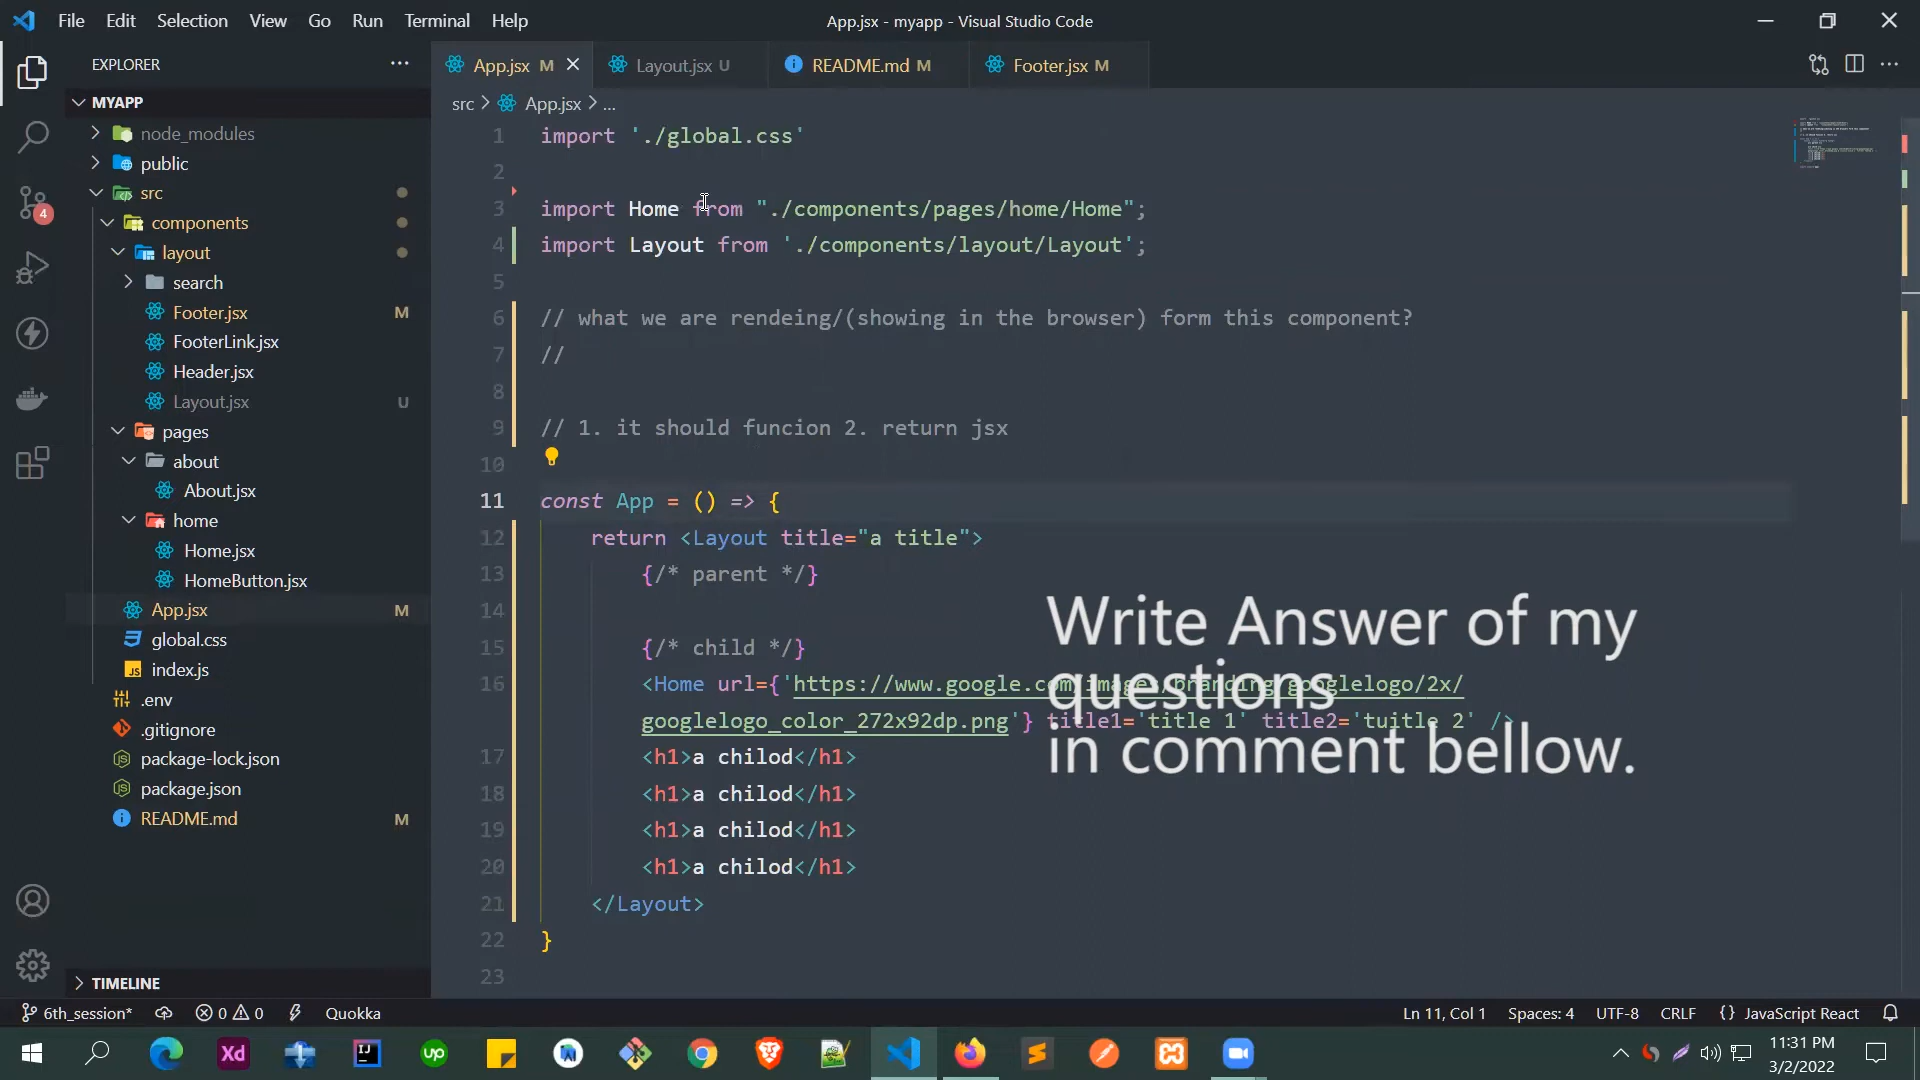 File Edit Selection View Go Run Terminal Help
App.jsx - myapp - Visual Studio Code
EXPLORER
MYAPP
node_modules
public
src
components
layout
search
Footer.jsx M
FooterLink.jsx
Header.jsx
Layout.jsx U
pages
about
About.jsx
home
Home.jsx
HomeButton.jsx
App.jsx M
global.css
index.js
.env
.gitignore
package-lock.json
package.json
README.md M
TIMELINE
4
App.jsx M
Layout.jsx U
README.md M
Footer.jsx M
src > App.jsx > ...
1 import './global.css'
2
3 import Home from "./components/pages/home/Home";
4 import Layout from './components/layout/Layout';
5
6 // what we are rendeing/(showing in the browser) form this component?
7 //
8
9 // 1. it should funcion 2. return jsx
10
11 const App = () => {
12 return <Layout title="a title">
13 {/* parent */}
14
15 {/* child */}
16 <Home url={'https://www.google.com/images/branding/googlelogo/2x/
googlelogo_color_272x92dp.png'} title1='title 1' title2='tuitle 2' />
17 <h1>a chilod</h1>
18 <h1>a chilod</h1>
19 <h1>a chilod</h1>
20 <h1>a chilod</h1>
21 </Layout>
22 }
23
Write Answer of my
questions
in comment bellow.
6th_session* 0 0 Quokka
Ln 11, Col 1 Spaces: 4 UTF-8 CRLF {} JavaScript React
Xd
IJ
up
11:31 PM
3/2/2022